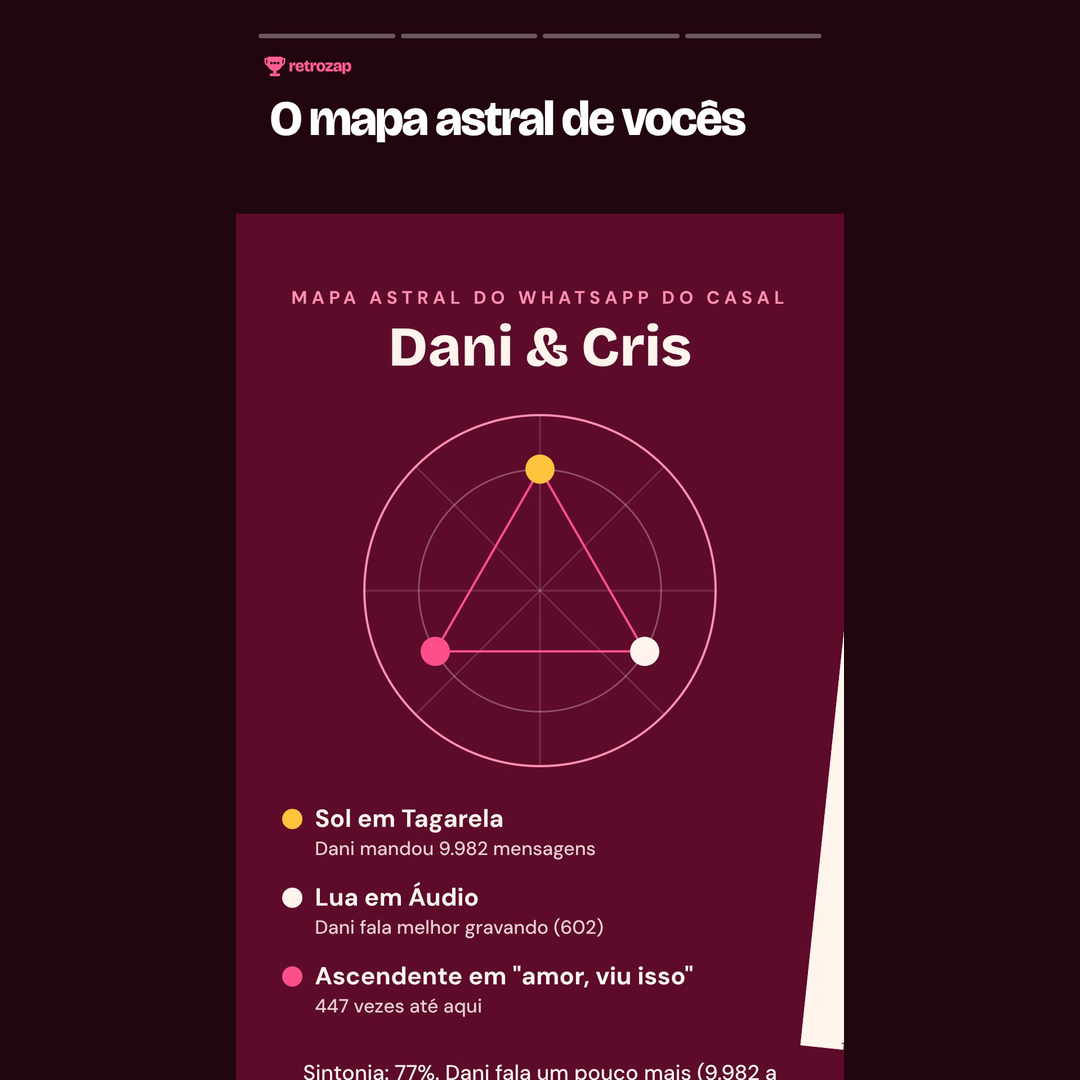 retrozap
O mapa astral de vocês
MAPA ASTRAL DO WHATSAPP DO CASAL
Dani & Cris
Sol em Tagarela
Dani mandou 9.982 mensagens
Lua em Áudio
Dani fala melhor gravando (602)
Ascendente em "amor, viu isso"
447 vezes até aqui
Sintonia: 77%. Dani fala um pouco mais (9.982 a